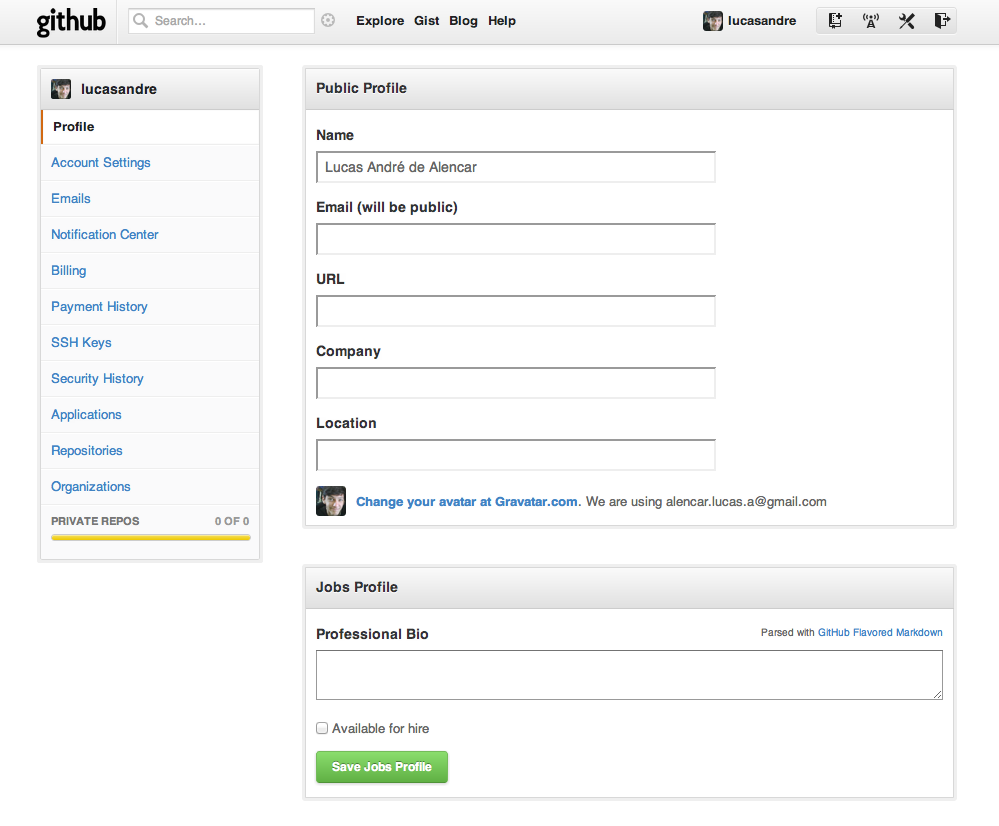 github Search... Explore Gist Blog Help lucasandre
lucasandre
Profile
Account Settings
Emails
Notification Center
Billing
Payment History
SSH Keys
Security History
Applications
Repositories
Organizations
PRIVATE REPOS 0 OF 0
Public Profile
Name
Lucas André de Alencar
Email (will be public)
URL
Company
Location
Change your avatar at Gravatar.com. We are using alencar.lucas.a@gmail.com
Jobs Profile
Professional Bio Parsed with GitHub Flavored Markdown
Available for hire
Save Jobs Profile